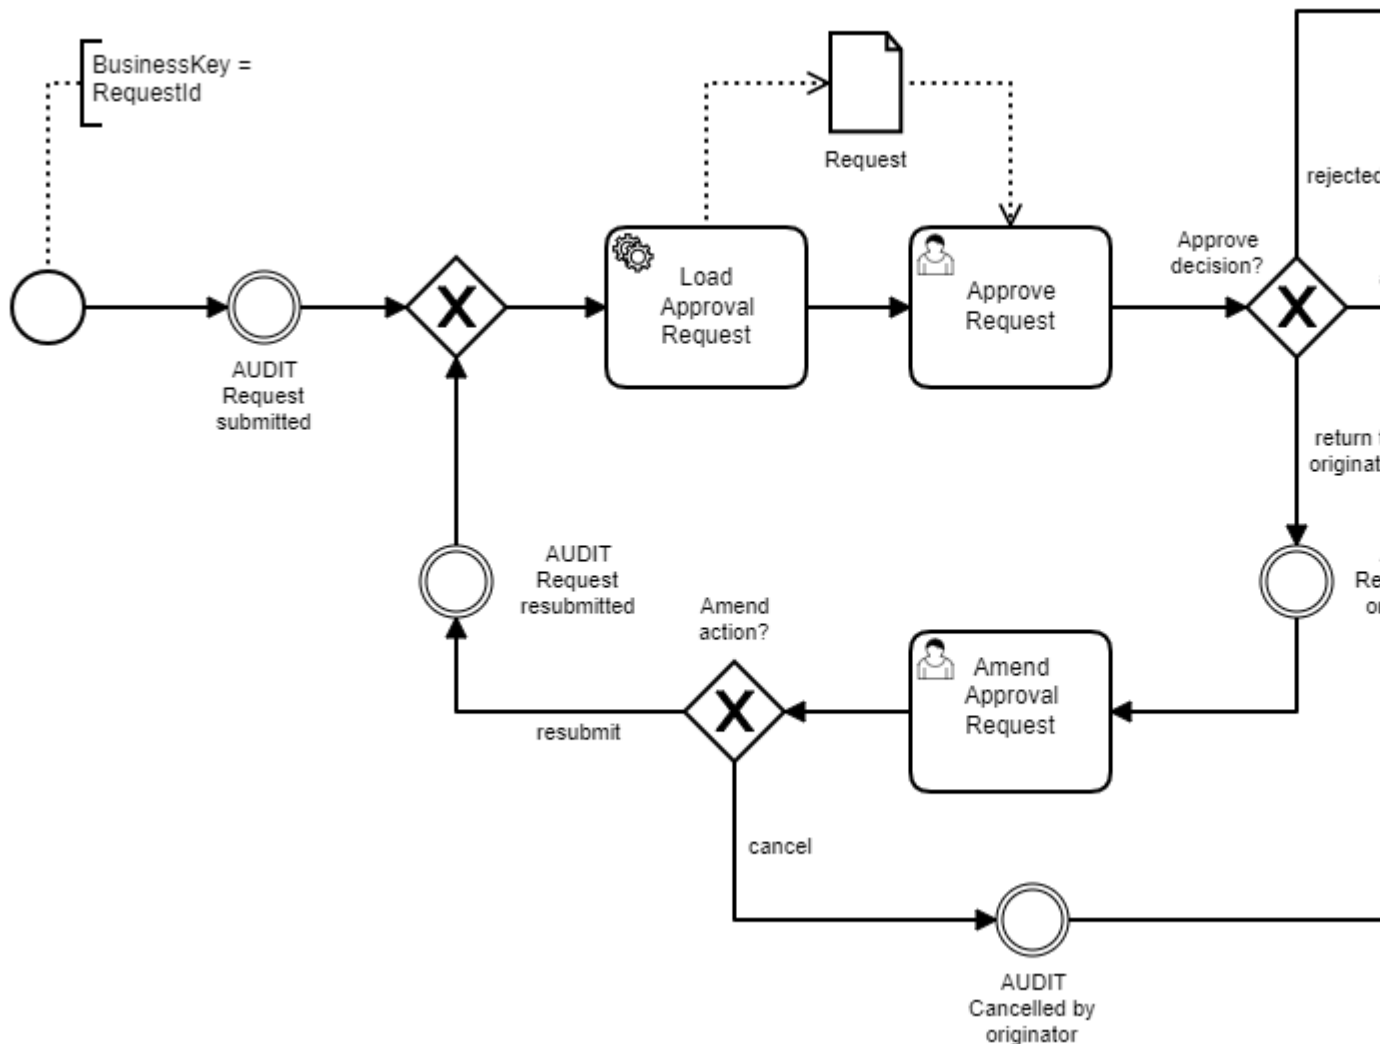 BusinessKey =
RequestId
Request
rejected
Load
Approval
Request
Approve
Request
Approve
decision?
AUDIT
Request
submitted
return
AUDIT
Request
resubmitted
Amend
action?
Amend
Approval
Request
resubmit
cancel
AUDIT
Cancelled by
originator